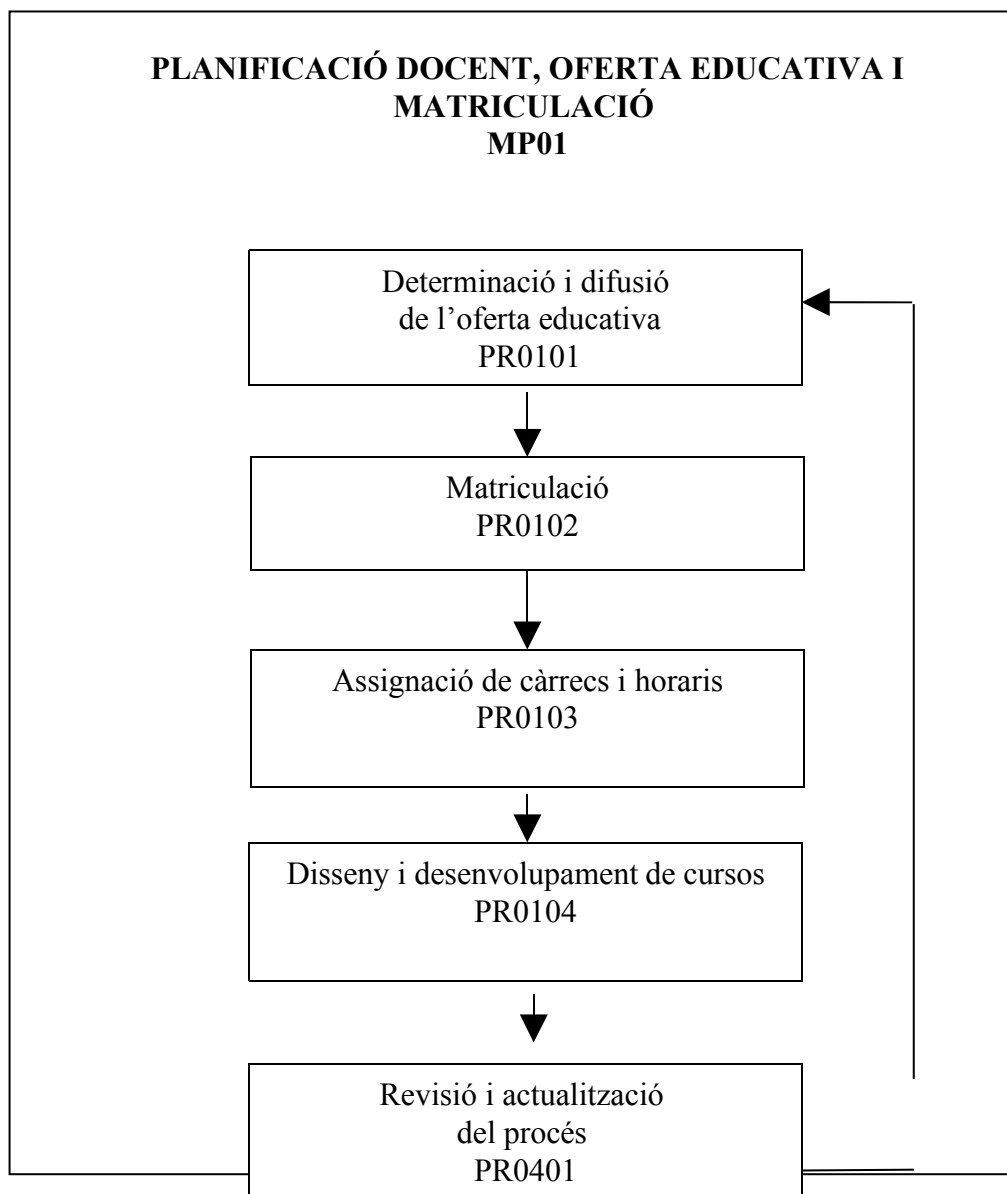 PLANIFICACIÓ DOCENT, OFERTA EDUCATIVA I
MATRICULACIÓ
MP01
Determinació i difusió
de l’oferta educativa
PR0101
Matriculació
PR0102
Assignació de càrrecs i horaris
PR0103
Disseny i desenvolupament de cursos
PR0104
Revisió i actualització
del procés
PR0401